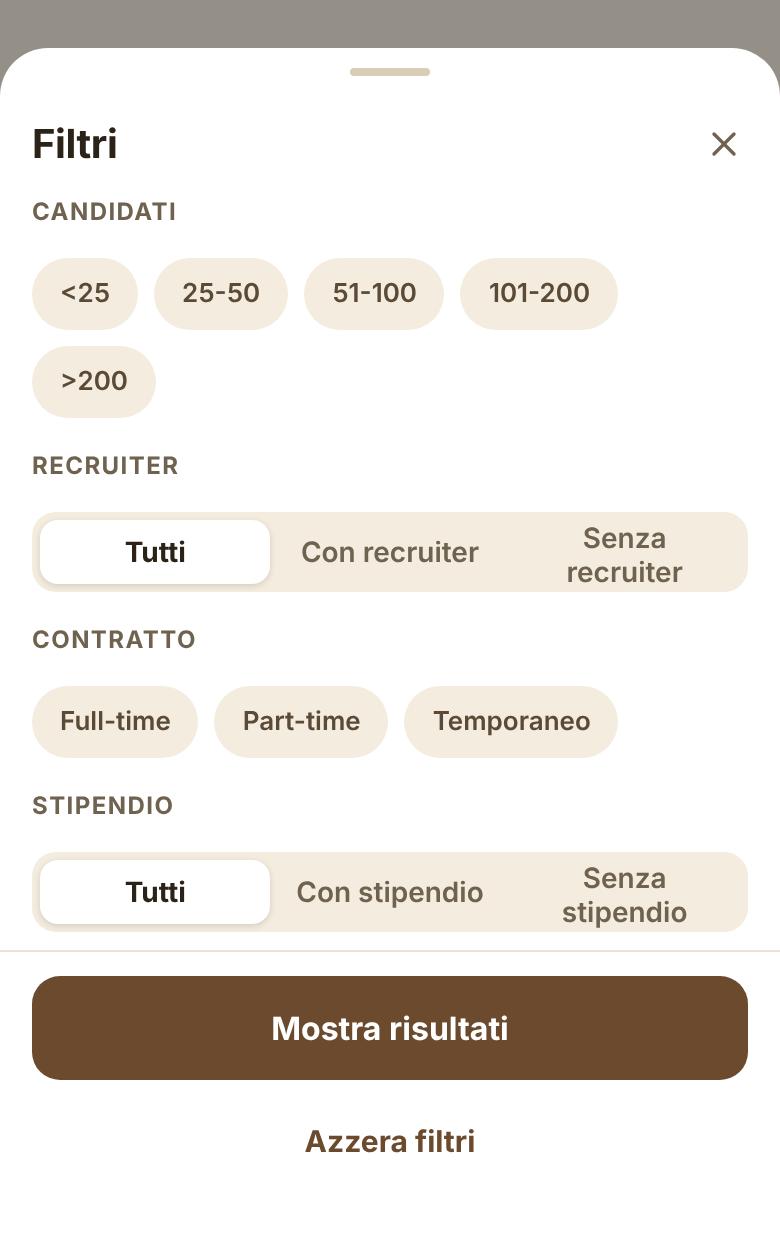 Filtri
CANDIDATI
<25
25-50
51-100
101-200
>200
RECRUITER
Tutti
Con recruiter
Senza
recruiter
CONTRATTO
Full-time
Part-time
Temporaneo
STIPENDIO
Tutti
Con stipendio
Senza
stipendio
Mostra risultati
Azzera filtri